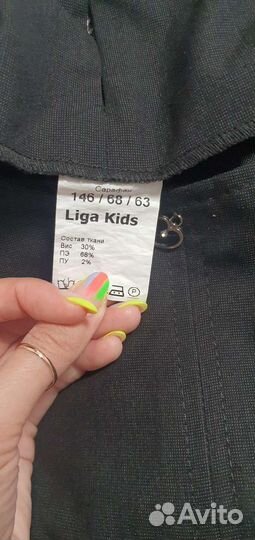 Сарафан
146 / 68 / 63
Liga Kids
Состав ткани
Вис 30%
ПЭ 68%
ПУ 2%
P
Avito